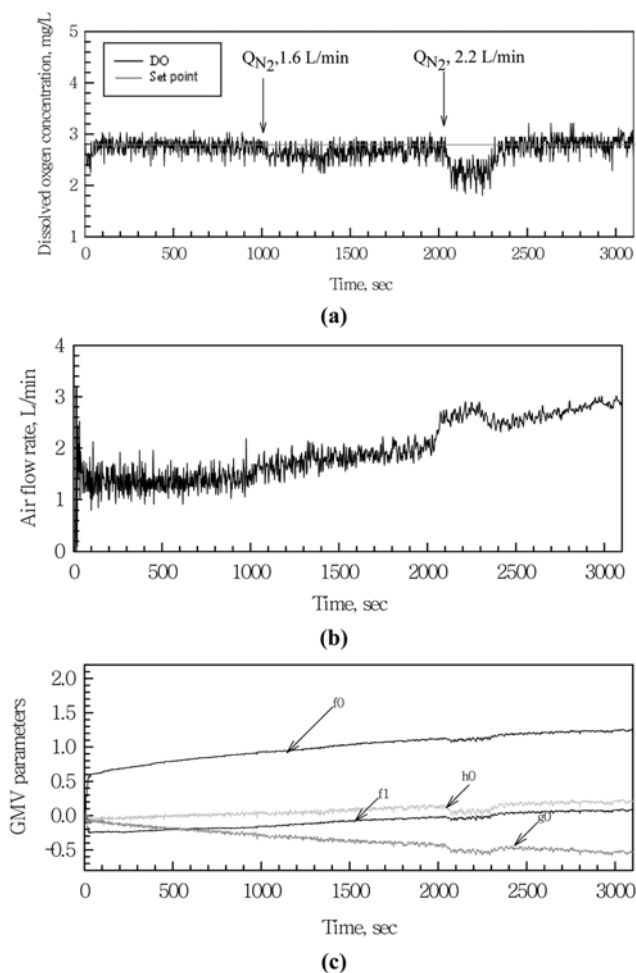 Dissolved oxgen concentration, mg/L
5
4
3
2
1
DO
Set point
QN2,1.6 L/min
QN2, 2.2 L/min
0 500 1000 1500 2000 2500 3000
Time, sec
(a)
Air flow rate, L/min
4
3
2
1
0
0 500 1000 1500 2000 2500 3000
Time, sec
(b)
GMV parameters
2.0
1.5
1.0
0.5
0.0
-0.5
f0
f1
h0
g0
0 500 1000 1500 2000 2500 3000
Time, sec
(c)